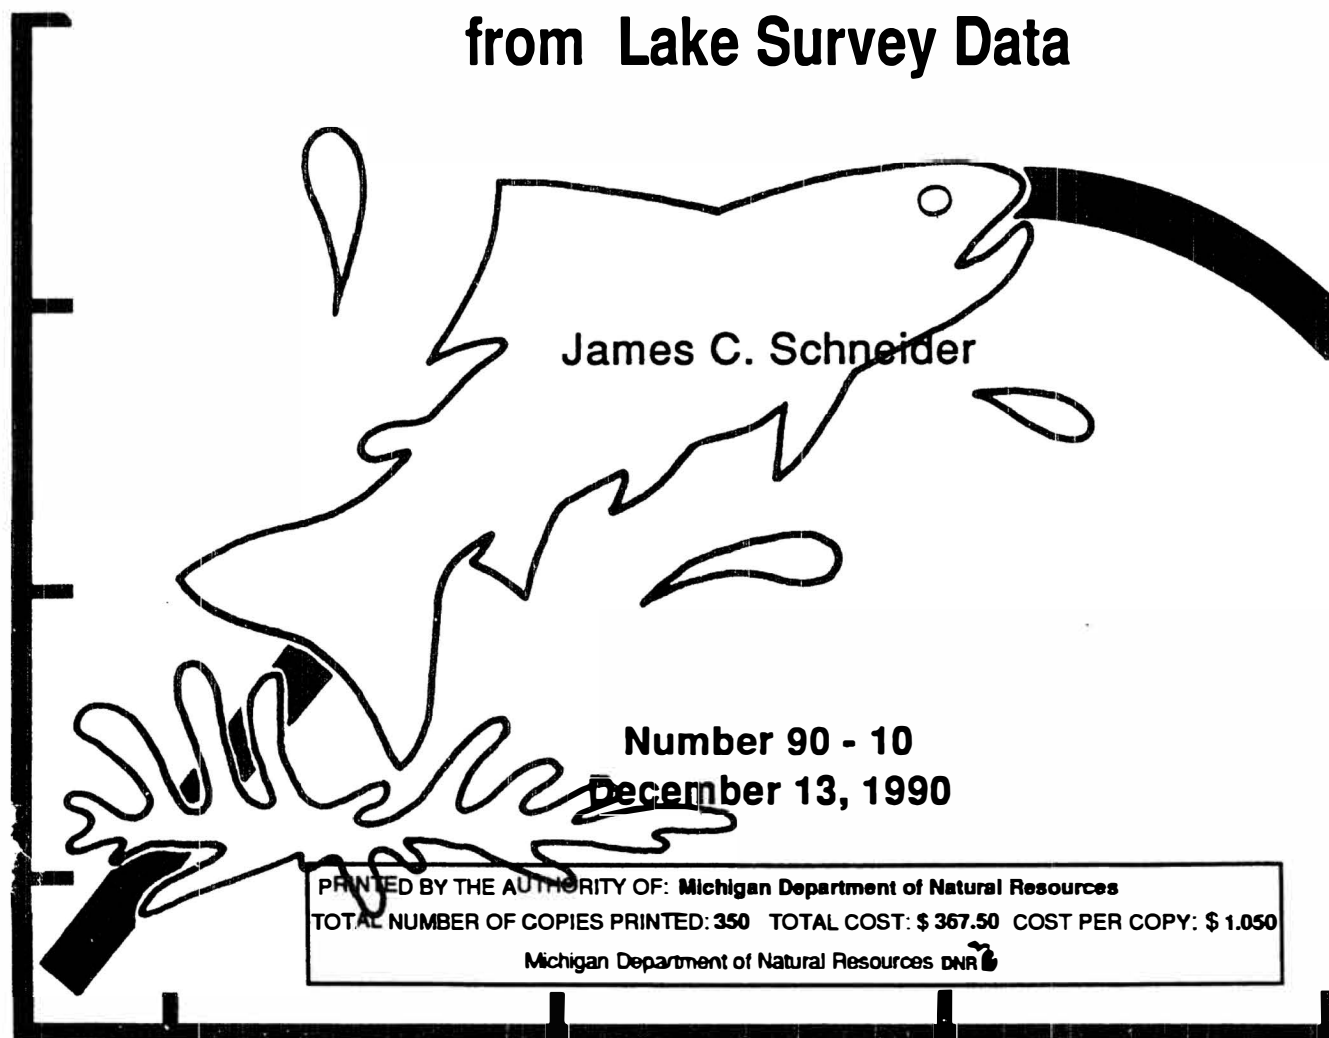 from Lake Survey Data
James C. Schneider
Number 90 - 10
December 13, 1990
PRINTED BY THE AUTHORITY OF: Michigan Department of Natural Resources
TOTAL NUMBER OF COPIES PRINTED: 350 TOTAL COST: $ 367.50 COST PER COPY: $ 1.050
Michigan Department of Natural Resources DNR